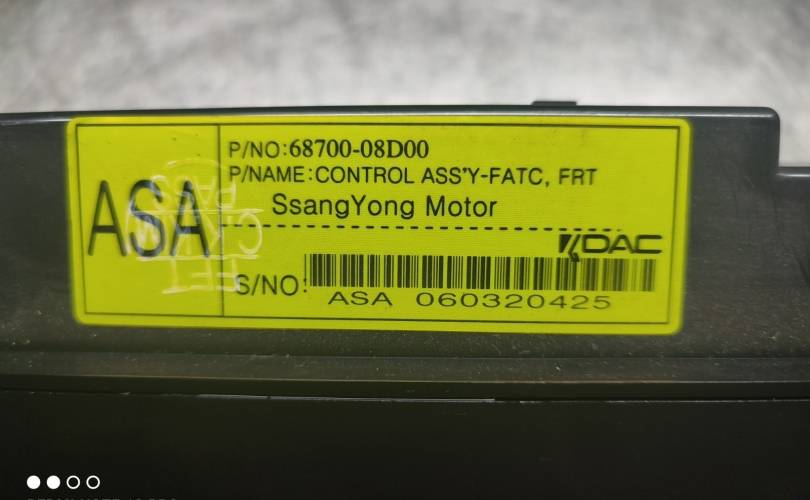 P/NO:68700-08D00
P/NAME:CONTROL ASS'Y-FATC, FRT
ASA
SsangYong Motor
DAC
S/NO:
ASA 060320425